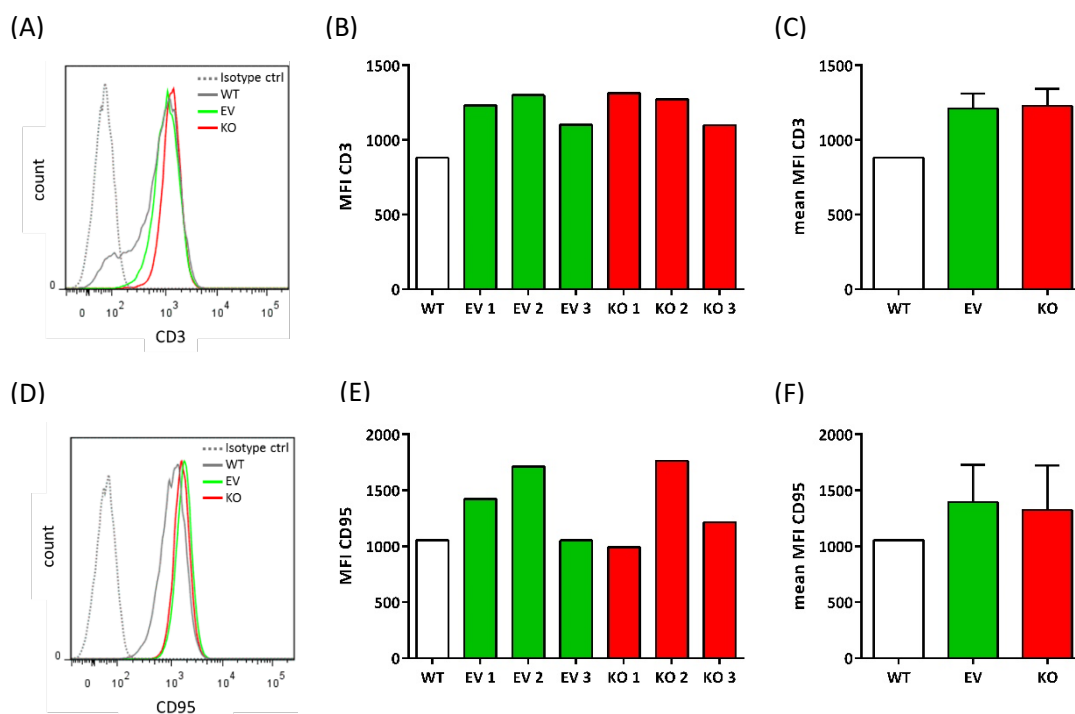 (A)
Isotype ctrl
WT
EV
KO
count
0
0 10² 10³ 10⁴ 10⁵
CD3
(B)
1500
1000
500
0
MFI CD3
WT EV 1 EV 2 EV 3 KO 1 KO 2 KO 3
(C)
1500
1000
500
0
mean MFI CD3
WT EV KO
(D)
Isotype ctrl
WT
EV
KO
count
0
0 10² 10³ 10⁴ 10⁵
CD95
(E)
2000
1500
1000
500
0
MFI CD95
WT EV 1 EV 2 EV 3 KO 1 KO 2 KO 3
(F)
2000
1500
1000
500
0
mean MFI CD95
WT EV KO